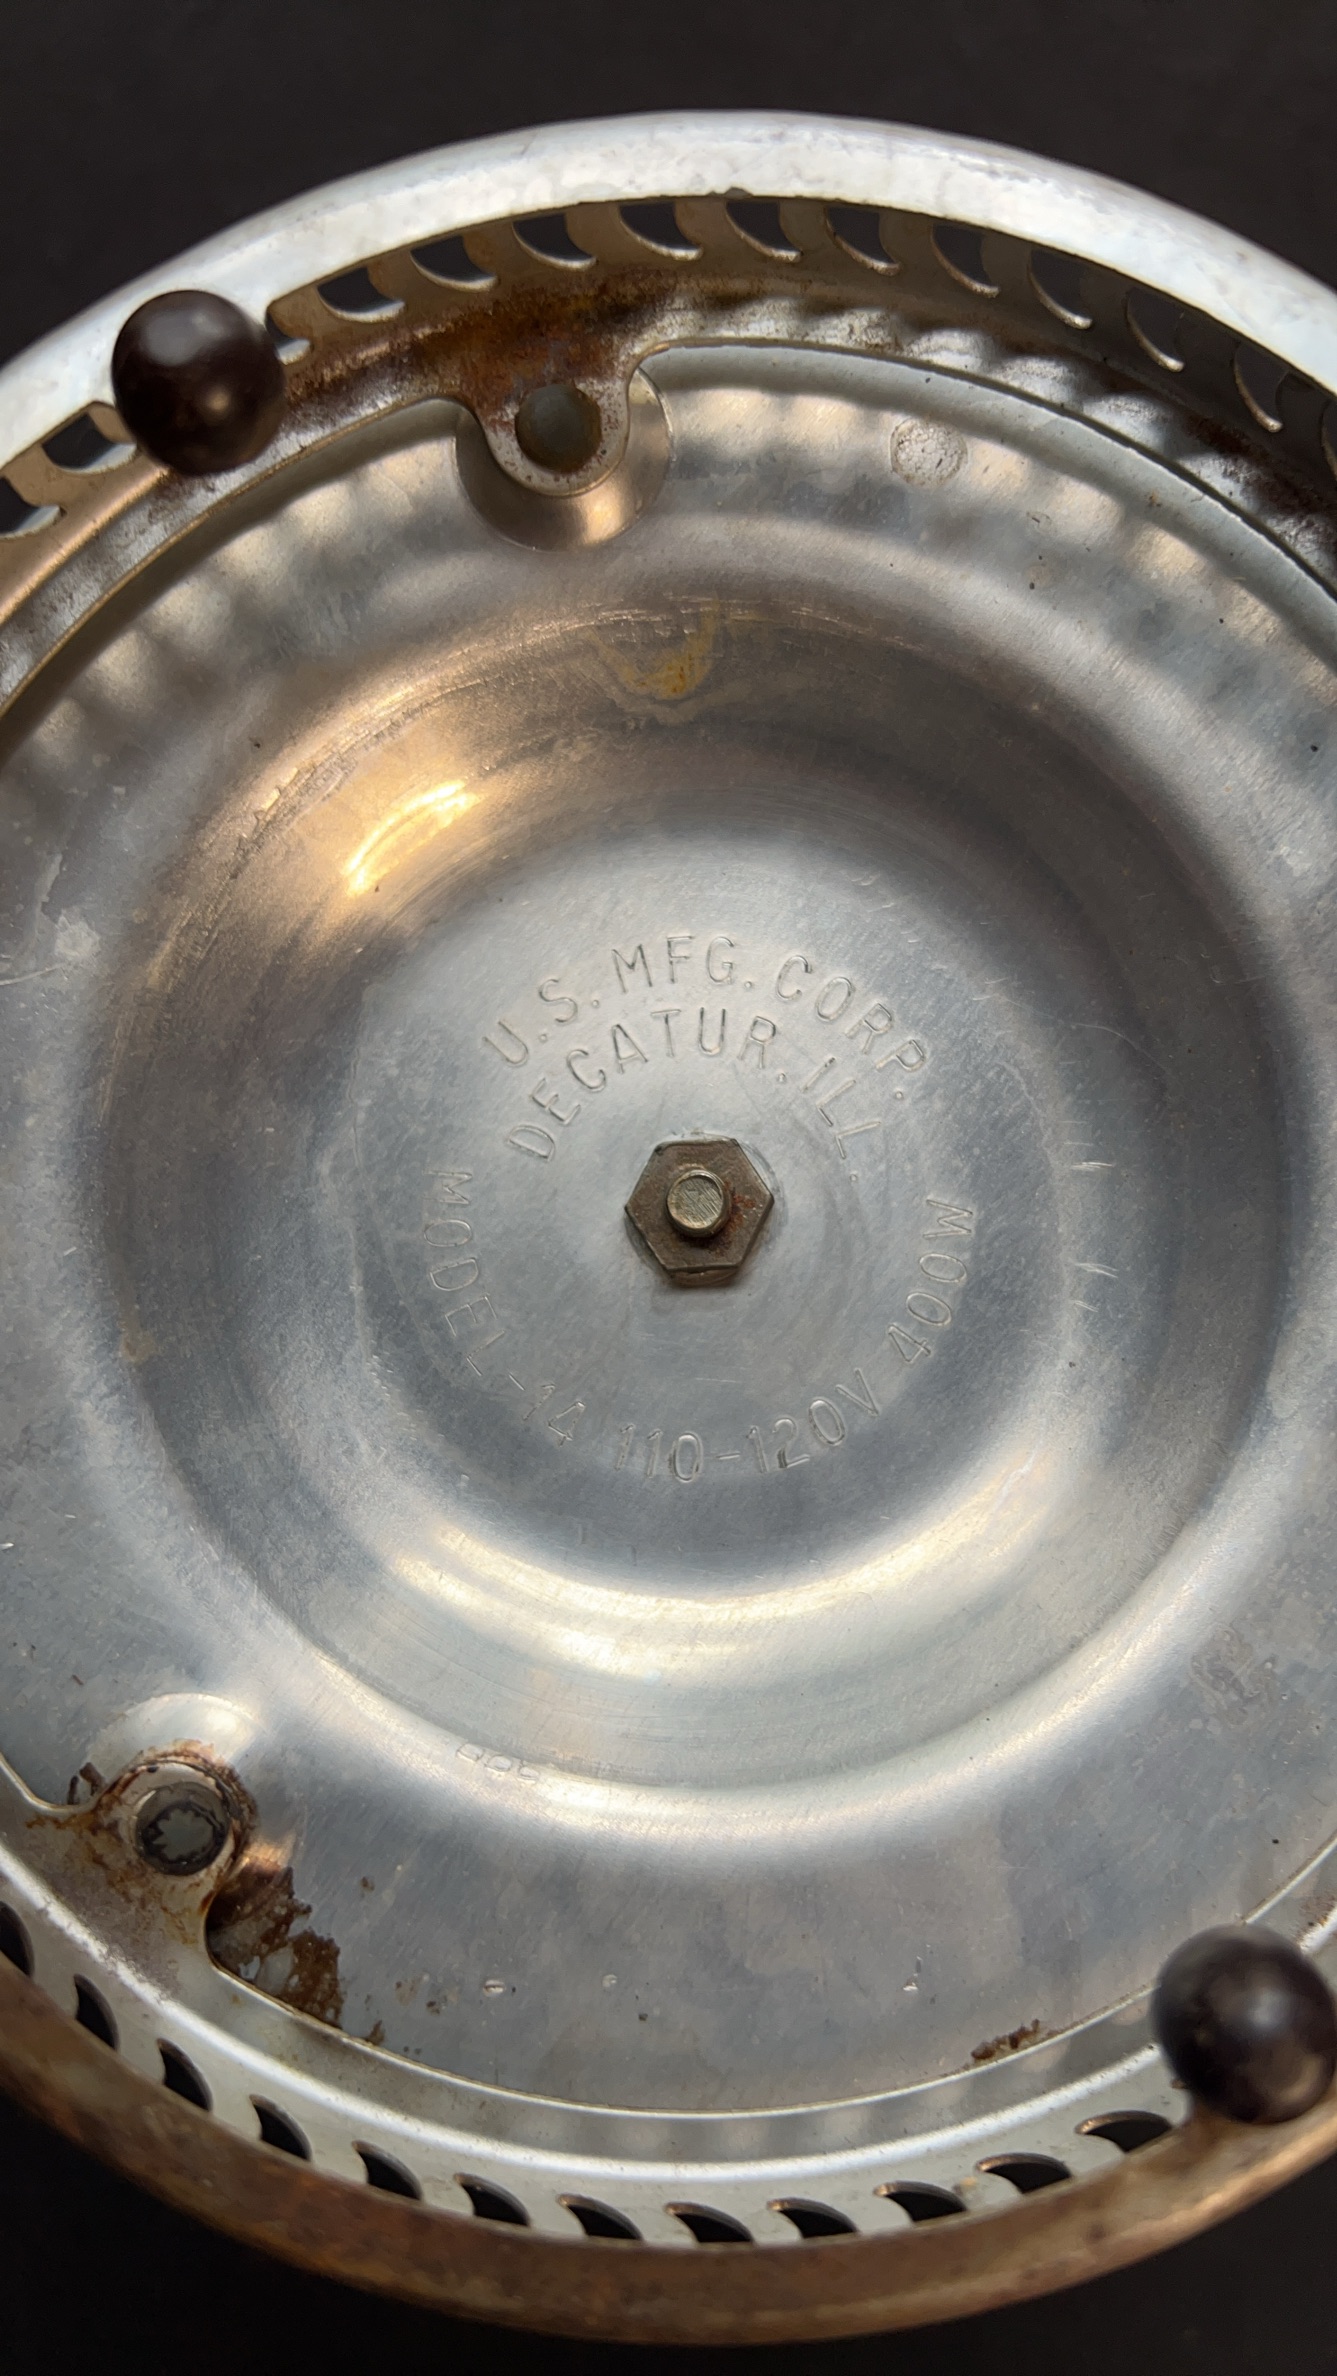 U.S. MFG. CORP.
DECATUR. ILL.
MODEL-14 110-120V 400W